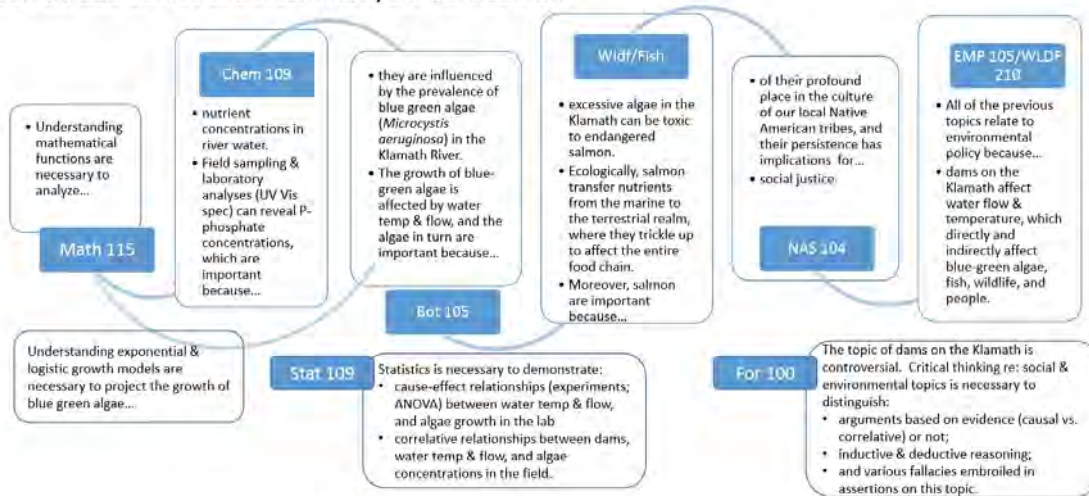 • Understanding
mathematical
functions are
necessary to
analyze...
Math 115
Chem 109
• nutrient
concentrations in
river water.
• Field sampling &
laboratory
analyses (UV Vis
spec) can reveal P-
phosphate
concentrations,
which are
important
because...
• they are influenced
by the prevalence of
blue green algae
(Microcystis
aeruginosa) in the
Klamath River.
• The growth of blue-
green algae is
affected by water
temp & flow, and the
algae in turn are
important because...
Bot 105
Wldf/Fish
• excessive algae in the
Klamath can be toxic
to endangered
salmon.
• Ecologically, salmon
transfer nutrients
from the marine to
the terrestrial realm,
where they trickle up
to affect the entire
food chain.
• Moreover, salmon
are important
because...
• of their profound
place in the culture
of our local Native
American tribes, and
their persistence has
implications for...
• social justice
NAS 104
EMP 105/WLDF
210
• All of the previous
topics relate to
environmental
policy because...
• dams on the
Klamath affect
water flow &
temperature, which
directly and
indirectly affect
blue-green algae,
fish, wildlife, and
people.
Understanding exponential &
logistic growth models are
necessary to project the growth of
blue green algae...
Stat 109
Statistics is necessary to demonstrate:
• cause-effect relationships (experiments;
ANOVA) between water temp & flow,
and algae growth in the lab
• correlative relationships between dams,
water temp & flow, and algae
concentrations in the field.
For 100
The topic of dams on the Klamath is
controversial. Critical thinking re: social &
environmental topics is necessary to
distinguish:
• arguments based on evidence (causal vs.
correlative) or not;
• inductive & deductive reasoning;
• and various fallacies embroiled in
assertions on this topic.